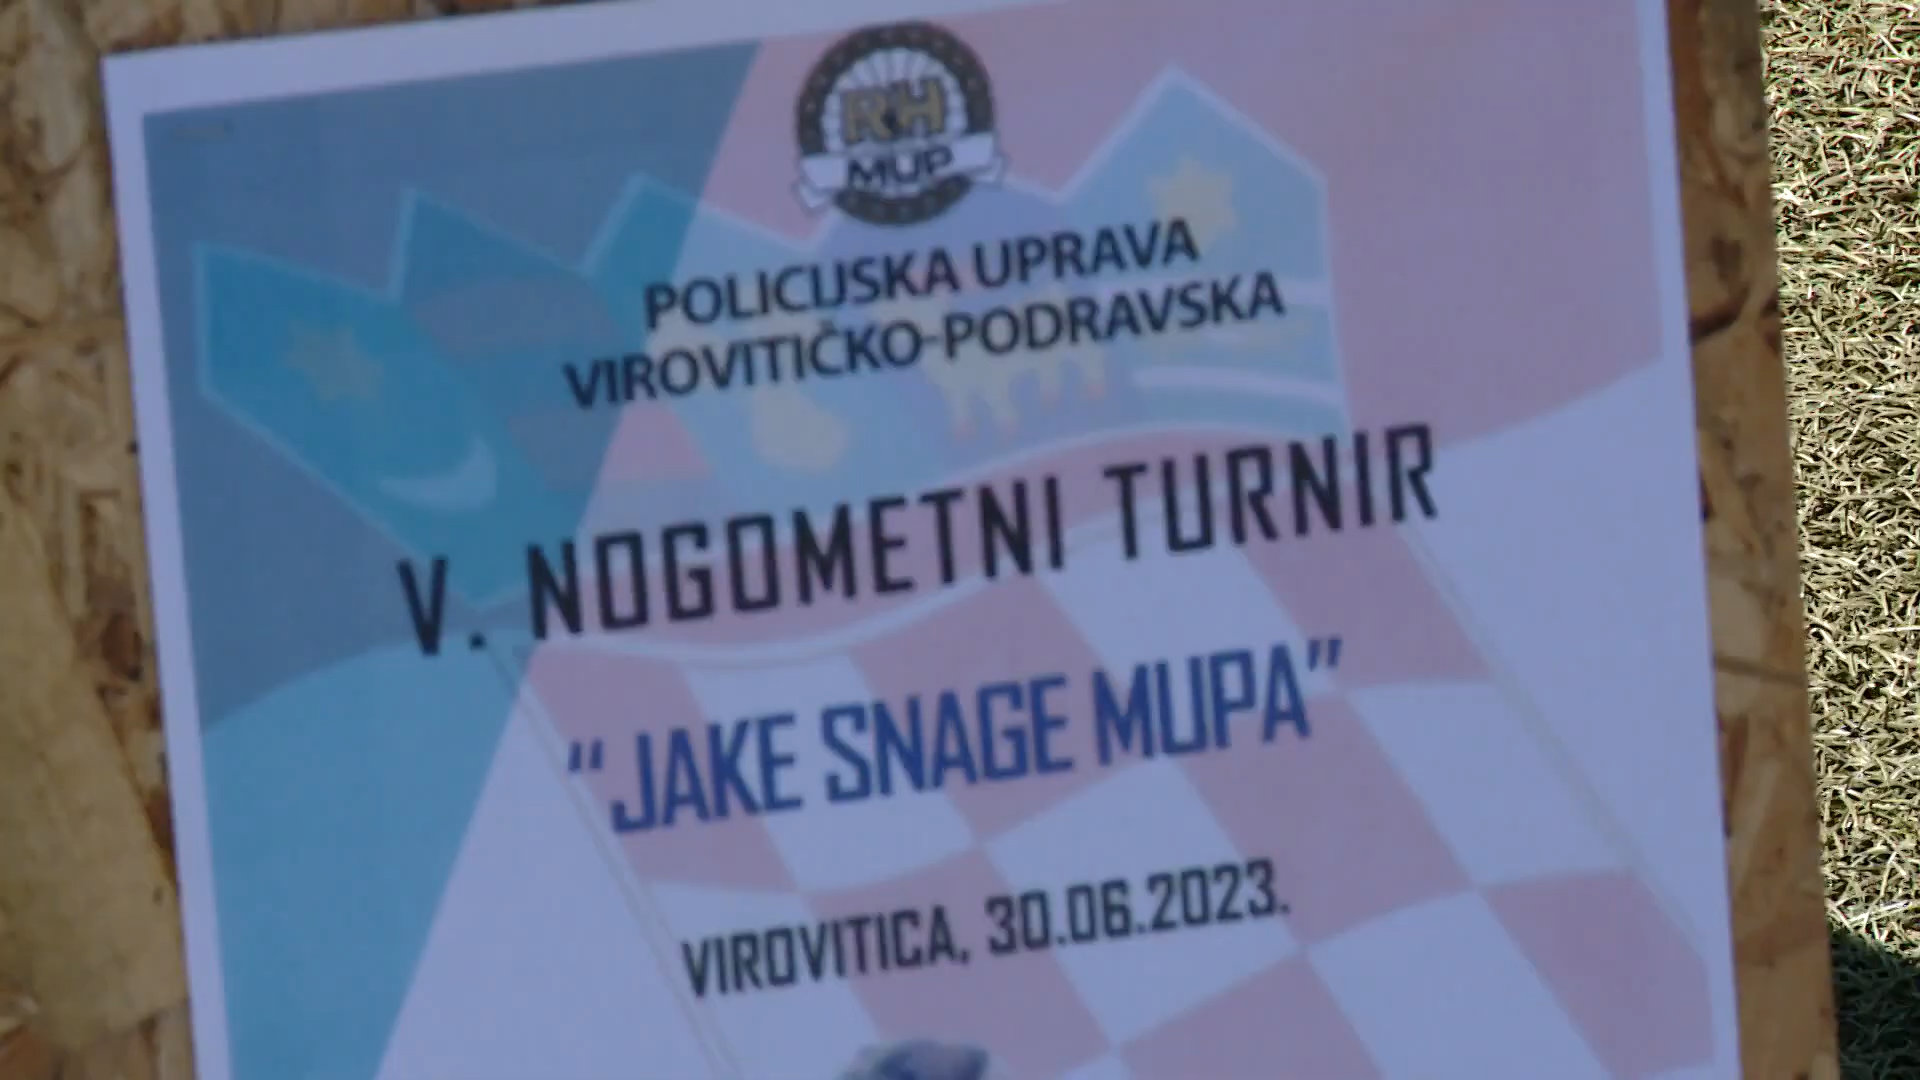 RH
MUP
POLICIJSKA UPRAVA
VIROVITIČKO-PODRAVSKA
V. NOGOMETNI TURNIR
“JAKE SNAGE MUPA”
VIROVITICA, 30.06.2023.